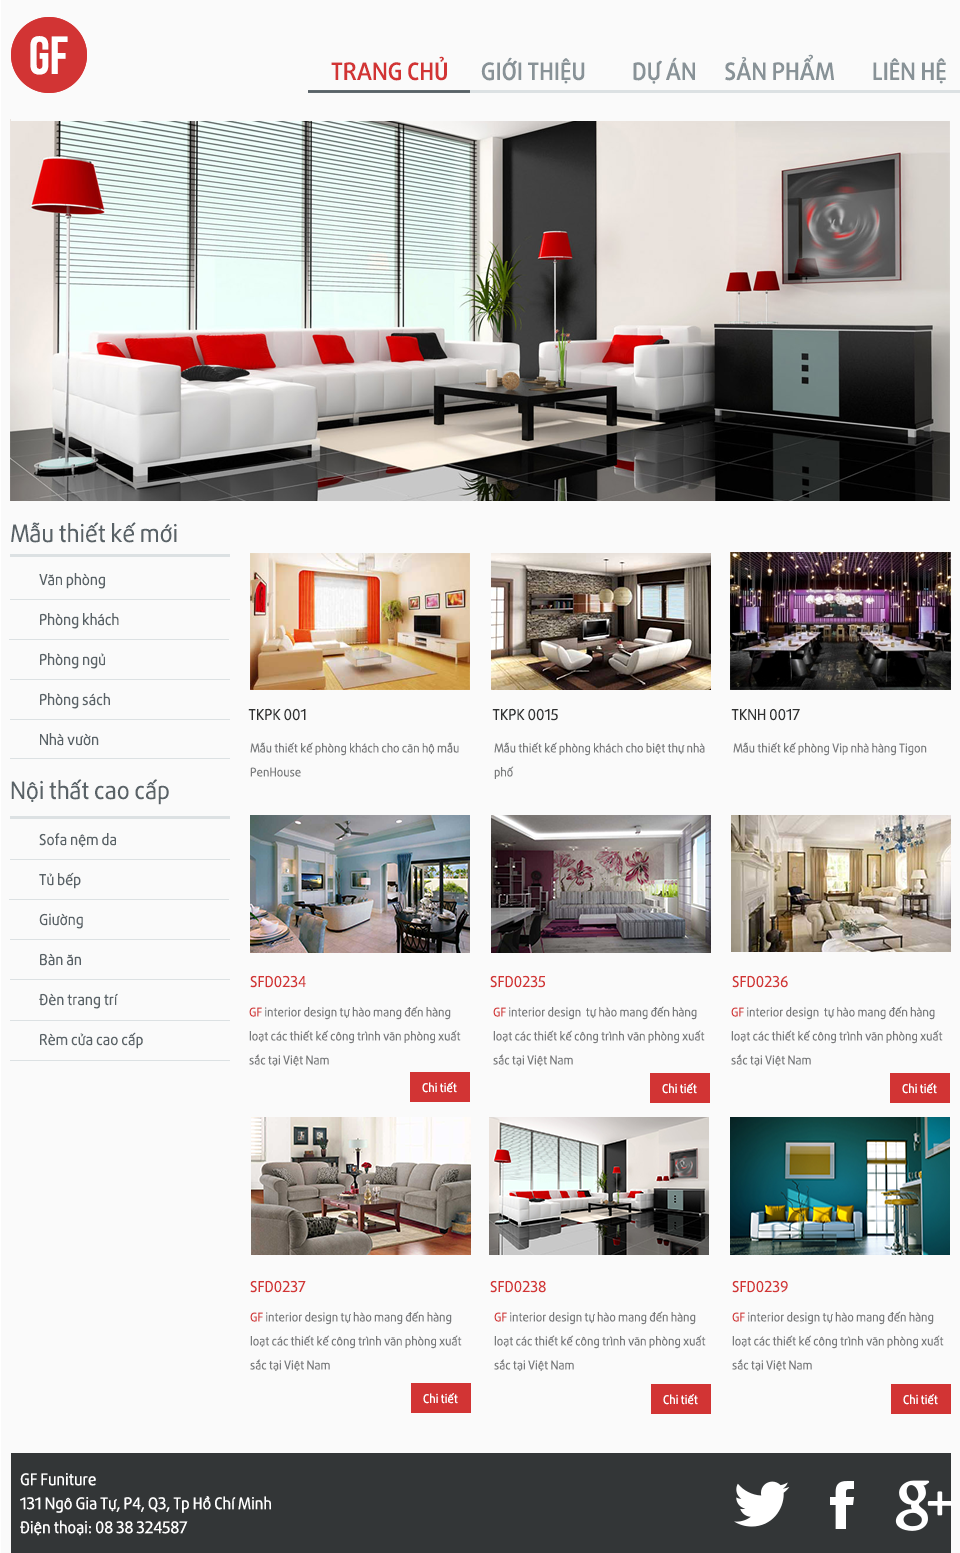 GF
TRANG CHỦ GIỚI THIỆU DỰ ÁN SẢN PHẨM LIÊN HỆ
Mẫu thiết kế mới
Văn phòng
Phòng khách
Phòng ngủ
Phòng sách
Nhà vườn
Nội thất cao cấp
Sofa nệm da
Tủ bếp
Giường
Bàn ăn
Đèn trang trí
Rèm cửa cao cấp
TKPK 001
Mẫu thiết kế phòng khách cho căn hộ mẫu
PenHouse
TKPK 0015
Mẫu thiết kế phòng khách cho biệt thự nhà
phố
TKNH 0017
Mẫu thiết kế phòng Vip nhà hàng Tigon
SFD0234
GF interior design tự hào mang đến hàng
loạt các thiết kế công trình văn phòng xuất
sắc tại Việt Nam
Chi tiết
SFD0235
GF interior design tự hào mang đến hàng
loạt các thiết kế công trình văn phòng xuất
sắc tại Việt Nam
Chi tiết
SFD0236
GF interior design tự hào mang đến hàng
loạt các thiết kế công trình văn phòng xuất
sắc tại Việt Nam
Chi tiết
SFD0237
GF interior design tự hào mang đến hàng
loạt các thiết kế công trình văn phòng xuất
sắc tại Việt Nam
Chi tiết
SFD0238
GF interior design tự hào mang đến hàng
loạt các thiết kế công trình văn phòng xuất
sắc tại Việt Nam
Chi tiết
SFD0239
GF interior design tự hào mang đến hàng
loạt các thiết kế công trình văn phòng xuất
sắc tại Việt Nam
Chi tiết
GF Funiture
131 Ngô Gia Tự, P4, Q3, Tp Hồ Chí Minh
Điện thoại: 08 38 324587